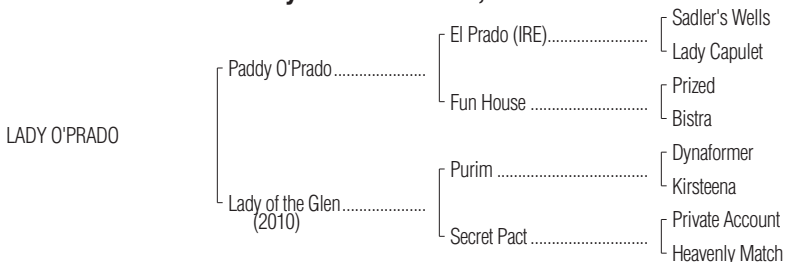 Sadler's Wells
El Prado (IRE)......................
Lady Capulet
Paddy O'Prado......................
Prized
Fun House ..........................
Bistra
LADY O'PRADO
Dynaformer
Purim ..................................
Kirsteena
Lady of the Glen....................
(2010)
Private Account
Secret Pact ..........................
Heavenly Match